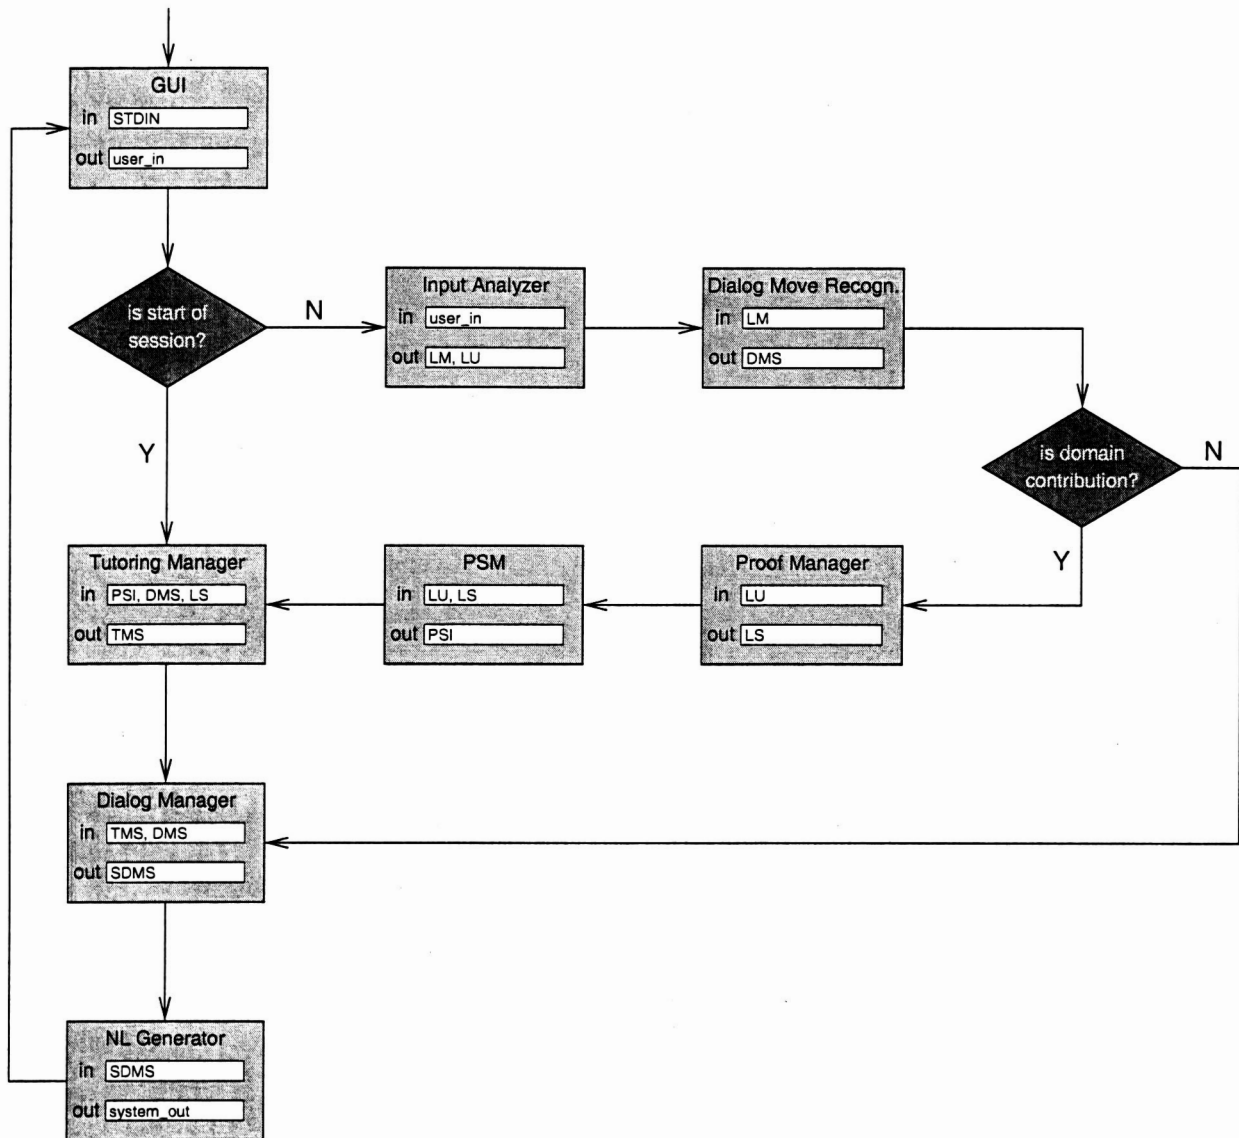 GUI
in STDIN
out user_in
is start of
session?
N
Y
Input Analyzer
in user_in
out LM, LU
Dialog Move Recogn.
in LM
out DMS
is domain
contribution?
N
Y
Tutoring Manager
in PSI, DMS, LS
out TMS
PSM
in LU, LS
out PSI
Proof Manager
in LU
out LS
Dialog Manager
in TMS, DMS
out SDMS
NL Generator
in SDMS
out system_out